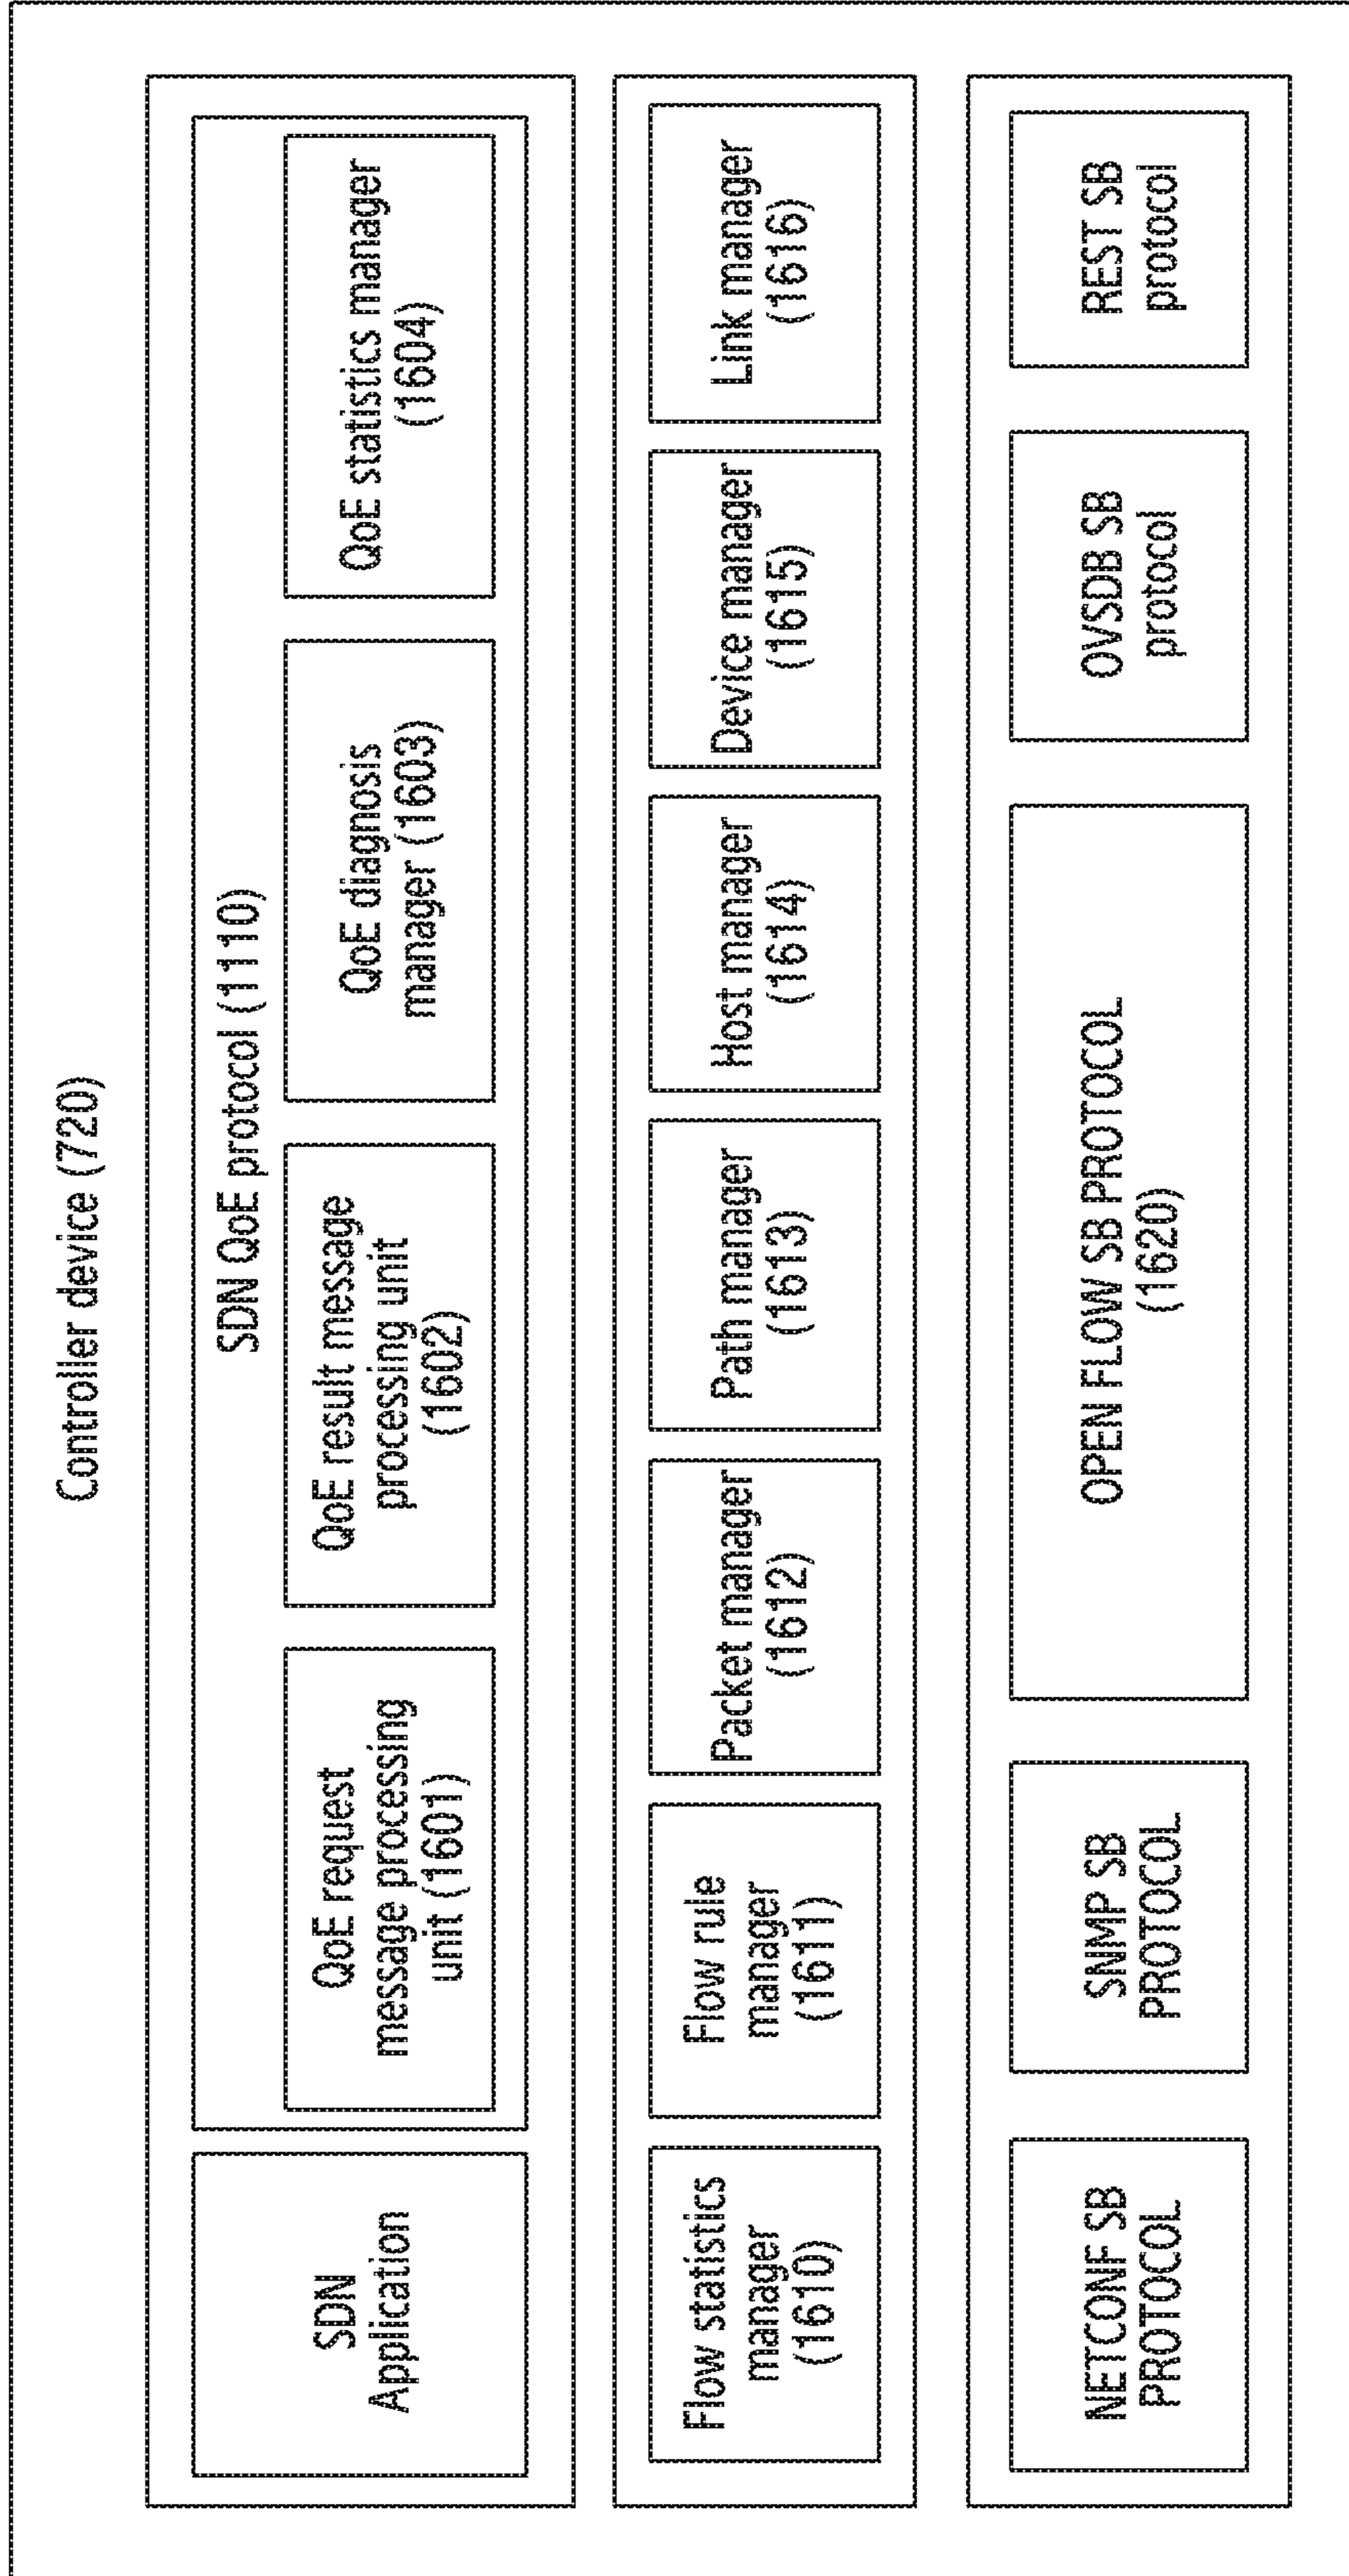 Controller device (720)
SDN
Application
SDN QoE protocol (1110)
QoE request
message processing
unit (1601)
QoE result message
processing unit
(1602)
QoE diagnosis
manager (1603)
QoE statistics manager
(1604)
Flow statistics
manager
(1610)
Flow rule
manager
(1611)
Packet manager
(1612)
Path manager
(1613)
Host manager
(1614)
Device manager
(1615)
Link manager
(1616)
NETCONF SB
PROTOCOL
SNMP SB
PROTOCOL
OPEN FLOW SB PROTOCOL
(1620)
OVSDB SB
protocol
REST SB
protocol